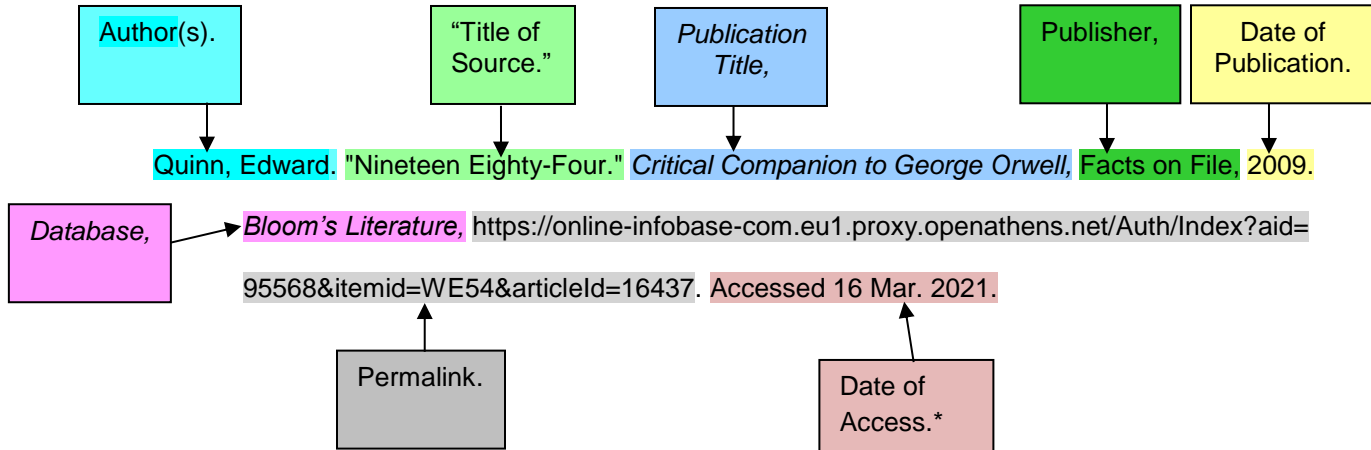 Author(s).
“Title of
Source.”
Publication
Title,
Publisher,
Date of
Publication.
Quinn, Edward. "Nineteen Eighty-Four." Critical Companion to George Orwell, Facts on File, 2009.
Database,
Bloom’s Literature, https://online-infobase-com.eu1.proxy.openathens.net/Auth/Index?aid=
95568&itemid=WE54&articleId=16437. Accessed 16 Mar. 2021.
Permalink.
Date of
Access.*